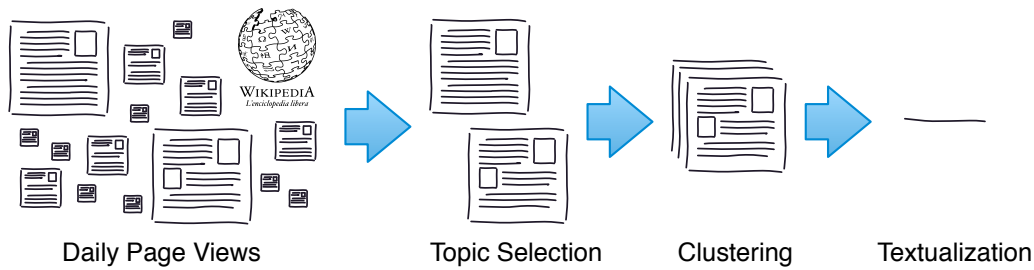 WIKIPEDIA
L'enciclopedia libera
Daily Page Views
Topic Selection
Clustering
Textualization